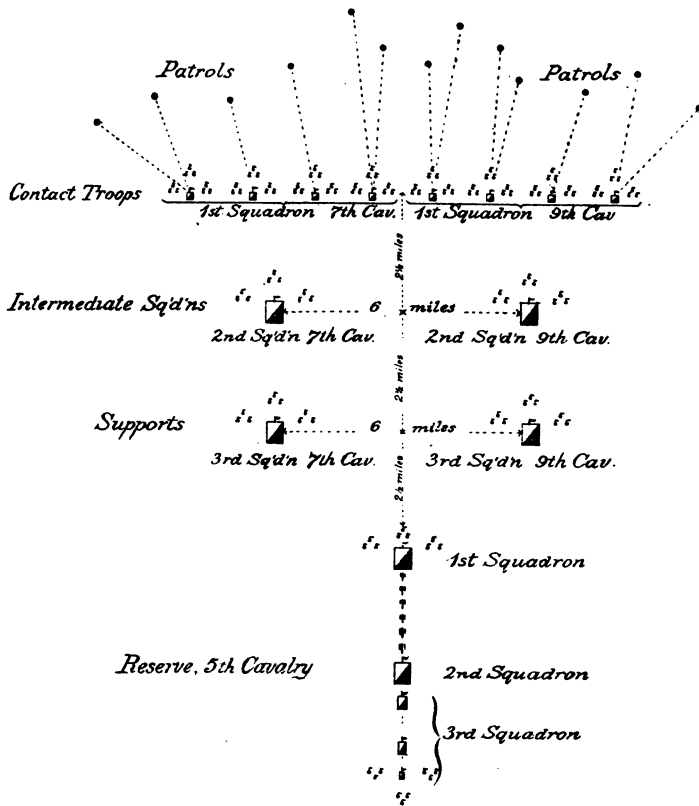 Patrols Patrols
Contact Troops
1st Squadron 7th Cav. 1st Squadron 9th Cav
2½ miles
Intermediate Sq'd'ns 6 miles
2nd Sq'd'n 7th Cav. 2nd Sq'd'n 9th Cav.
2½ miles
Supports 6 miles
3rd Sq'd'n 7th Cav. 3rd Sq'd'n 9th Cav.
2½ miles
1st Squadron
Reserve, 5th Cavalry 2nd Squadron
3rd Squadron